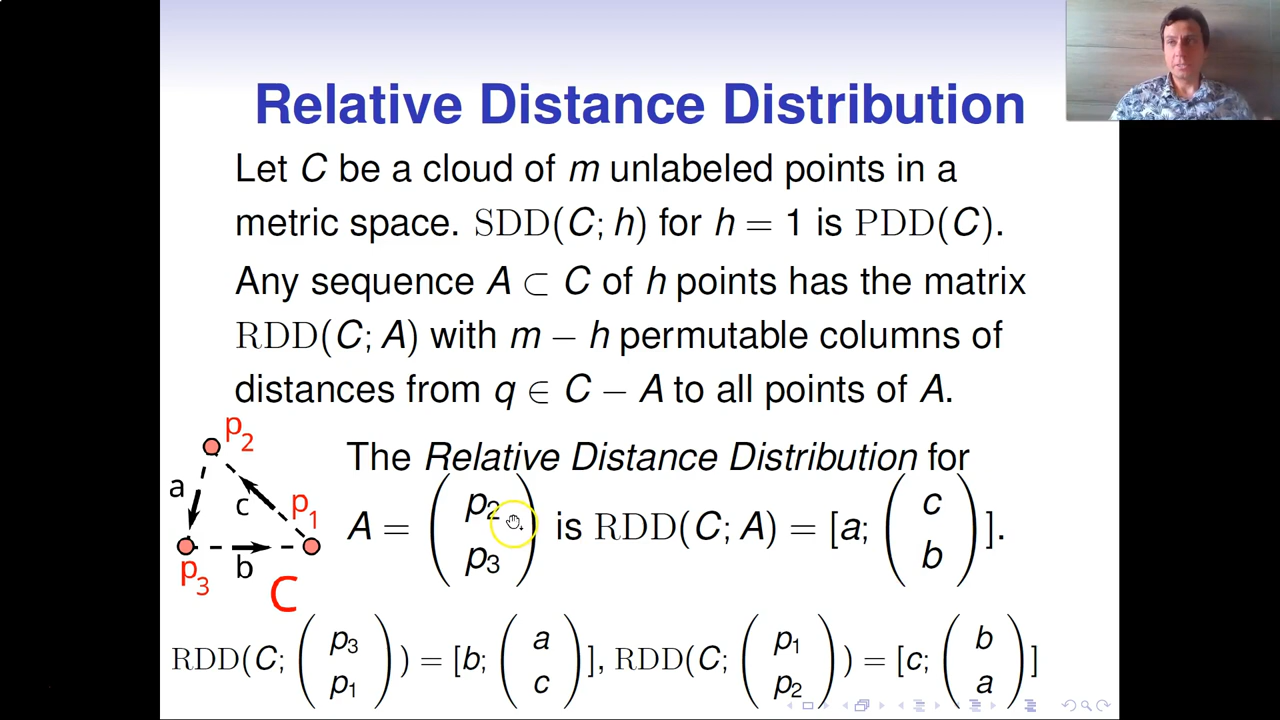 Relative Distance Distribution
Let C be a cloud of m unlabeled points in a
metric space. SDD(C; h) for h = 1 is PDD(C).
Any sequence A ⊂ C of h points has the matrix
RDD(C; A) with m − h permutable columns of
distances from q ∈ C − A to all points of A.
p₂
a
c
p₁
p₃
b
C
The Relative Distance Distribution for
A = ( p₂ p₃ ) is RDD(C; A) = [a; ( c b )].
RDD(C; ( p₃ p₁ )) = [b; ( a c )], RDD(C; ( p₁ p₂ )) = [c; ( b a )]